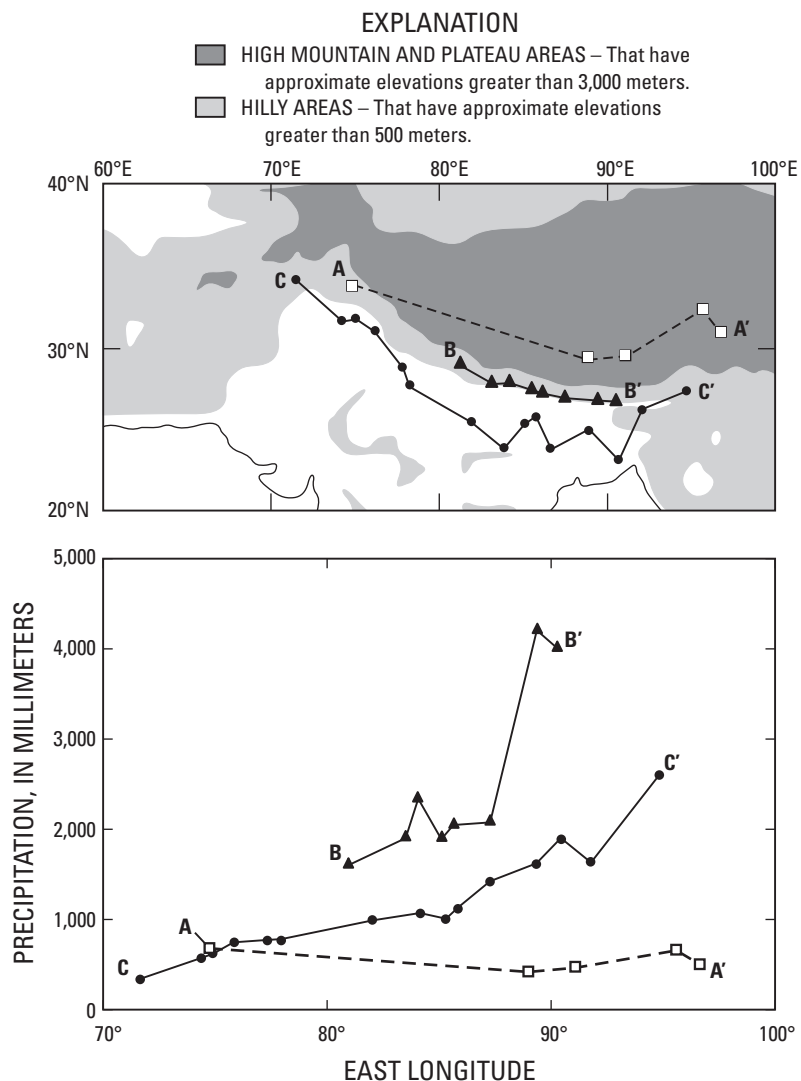 EXPLANATION
HIGH MOUNTAIN AND PLATEAU AREAS – That have
approximate elevations greater than 3,000 meters.
HILLY AREAS – That have approximate elevations
greater than 500 meters.
60°E 70°E 80°E 90°E 100°E
40°N
A
C
A′
30°N
B
B′
C′
20°N
5,000
B′
4,000
3,000
C′
2,000
B
1,000
A
C
A′
0
70° 80° 90° 100°
EAST LONGITUDE
PRECIPITATION, IN MILLIMETERS